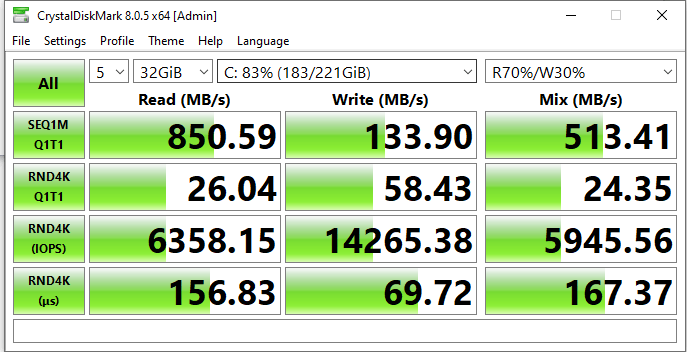 CrystalDiskMark 8.0.5 x64 [Admin]
File Settings Profile Theme Help Language
All 5 32GiB C: 83% (183/221GiB) R70%/W30%
Read (MB/s) Write (MB/s) Mix (MB/s)
SEQ1M
Q1T1
850.59 133.90 513.41
RND4K
Q1T1
26.04 58.43 24.35
RND4K
(IOPS)
6358.15 14265.38 5945.56
RND4K
(µs)
156.83 69.72 167.37